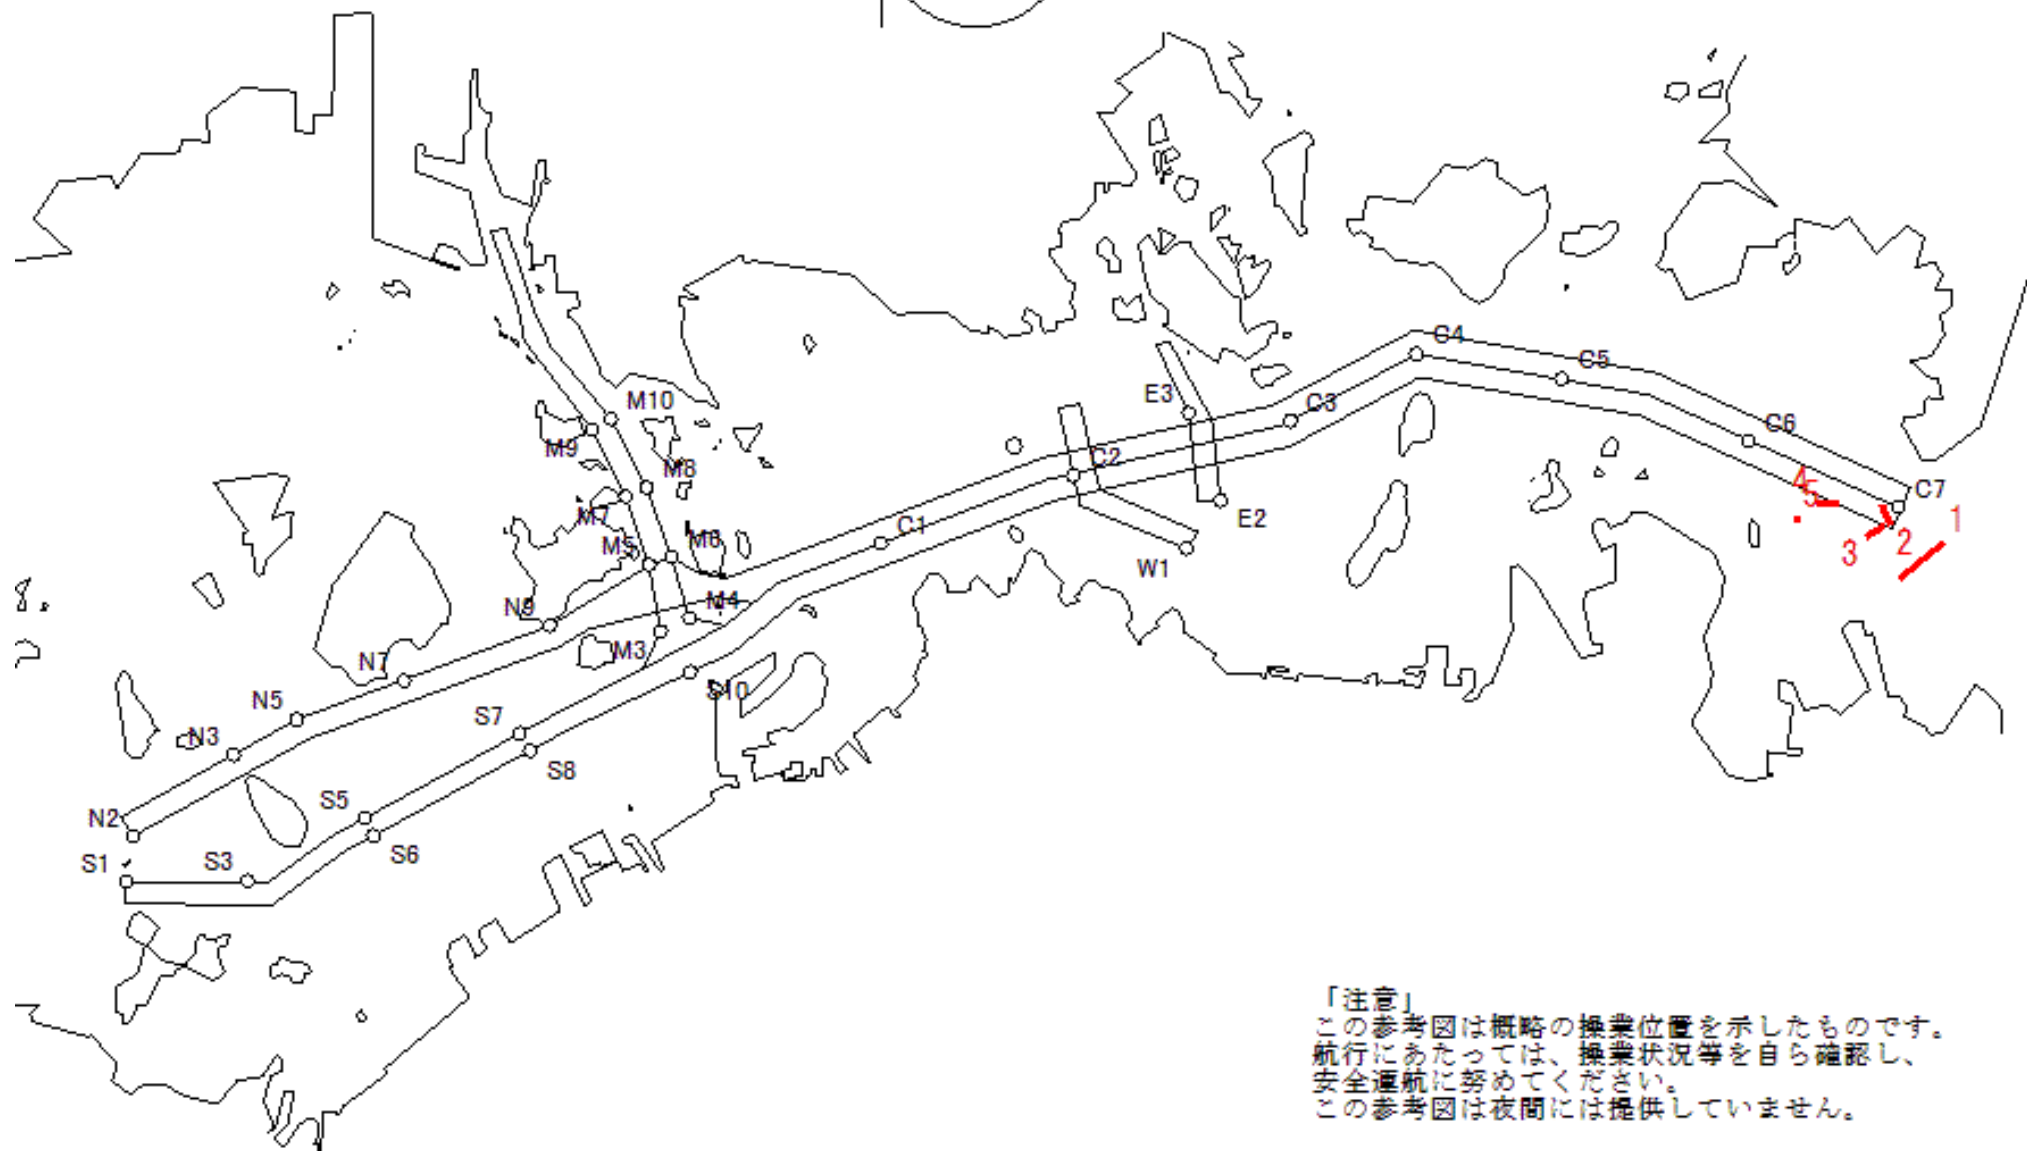 C4
C5
E3
C3
M10
C6
M9
M8
C2
4
5
C7
M7
E2
1
C1
M5
M6
2
3
W1
N9
M4
M3
N7
S10
N5
S7
N3
S8
S5
N2
S6
S1
S3
「注意」
この参考図は概略の操業位置を示したものです。
航行にあたっては、操業状況等を自ら確認し、
安全運航に努めてください。
この参考図は夜間には提供していません。